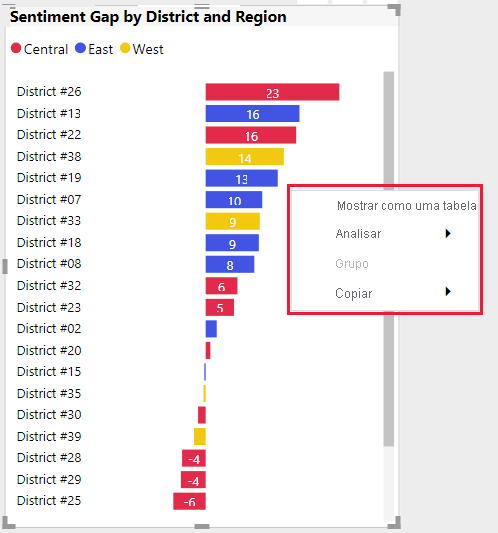 Sentiment Gap by District and Region
Central East West
District #26 23
District #13 16
District #22 16
District #38 14
District #19 13
District #07 10
District #33 9
District #18 9
District #08 8
District #32 6
District #23 5
District #02
District #20
District #15
District #35
District #30
District #39
District #28 -4
District #29 -4
District #25 -6
Mostrar como uma tabela
Analisar
Grupo
Copiar